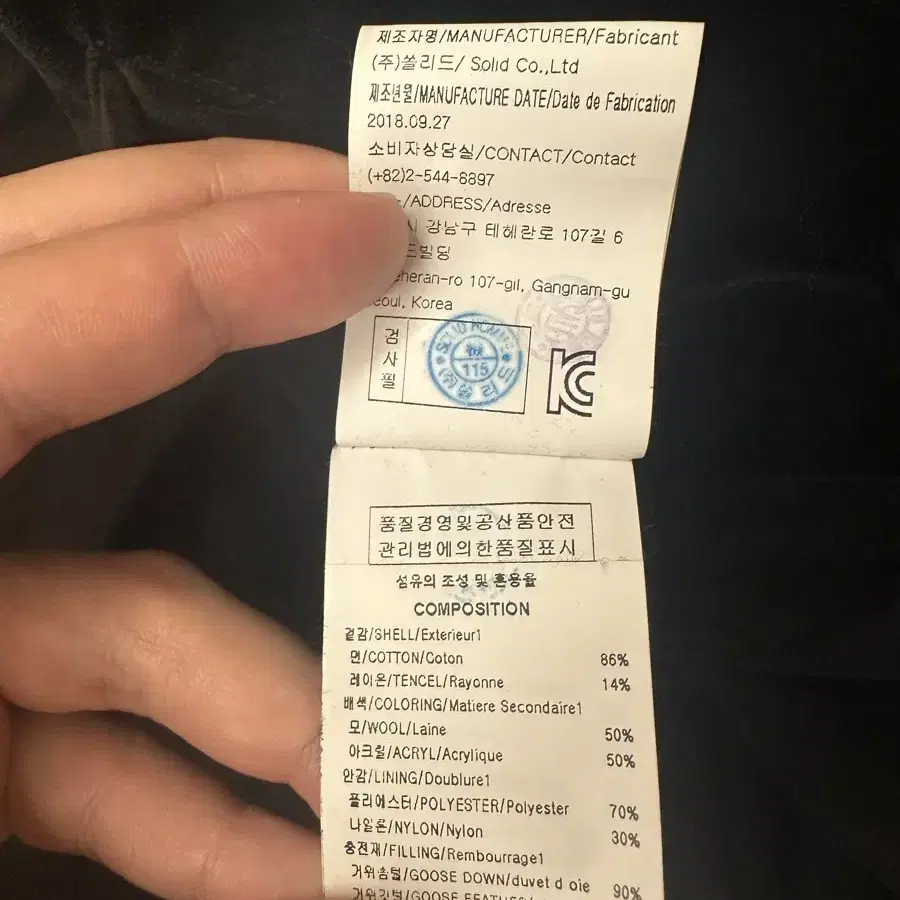 제조자명/MANUFACTURER/Fabricant
(주)쏠리드/ Solid Co.,Ltd
제조년월/MANUFACTURE DATE/Date de Fabrication
2018.09.27
소비자상담실/CONTACT/Contact
(+82)2-544-6897
/ADDRESS/Adresse
강남구 테헤란로 107길 6
빌딩
107-gil, Gangnam-gu
Korea
검사필
SOLID HOMME
115
(주)쏠리드
KC
품질경영및공산품안전
관리법에의한품질표시
섬유의 조성 및 혼용율
COMPOSITION
겉감/SHELL/Exterieur1
면/COTTON/Coton 86%
레이온/TENCEL/Rayonne 14%
배색/COLORING/Matiere Secondaire1
모/WOOL/Laine 50%
아크릴/ACRYL/Acrylique 50%
안감/LINING/Doublure1
폴리에스터/POLYESTER/Polyester 70%
나일론/NYLON/Nylon 30%
충전재/FILLING/Rembourrage1
거위솜털/GOOSE DOWN/duvet d oie 90%